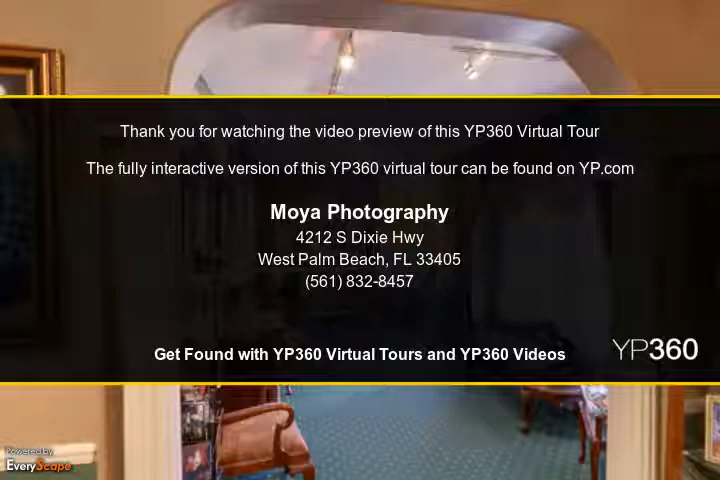 Thank you for watching the video preview of this YP360 Virtual Tour
The fully interactive version of this YP360 virtual tour can be found on YP.com
Moya Photography
4212 S Dixie Hwy
West Palm Beach, FL 33405
(561) 832-8457
Get Found with YP360 Virtual Tours and YP360 Videos
YP360
Powered by
EveryScape